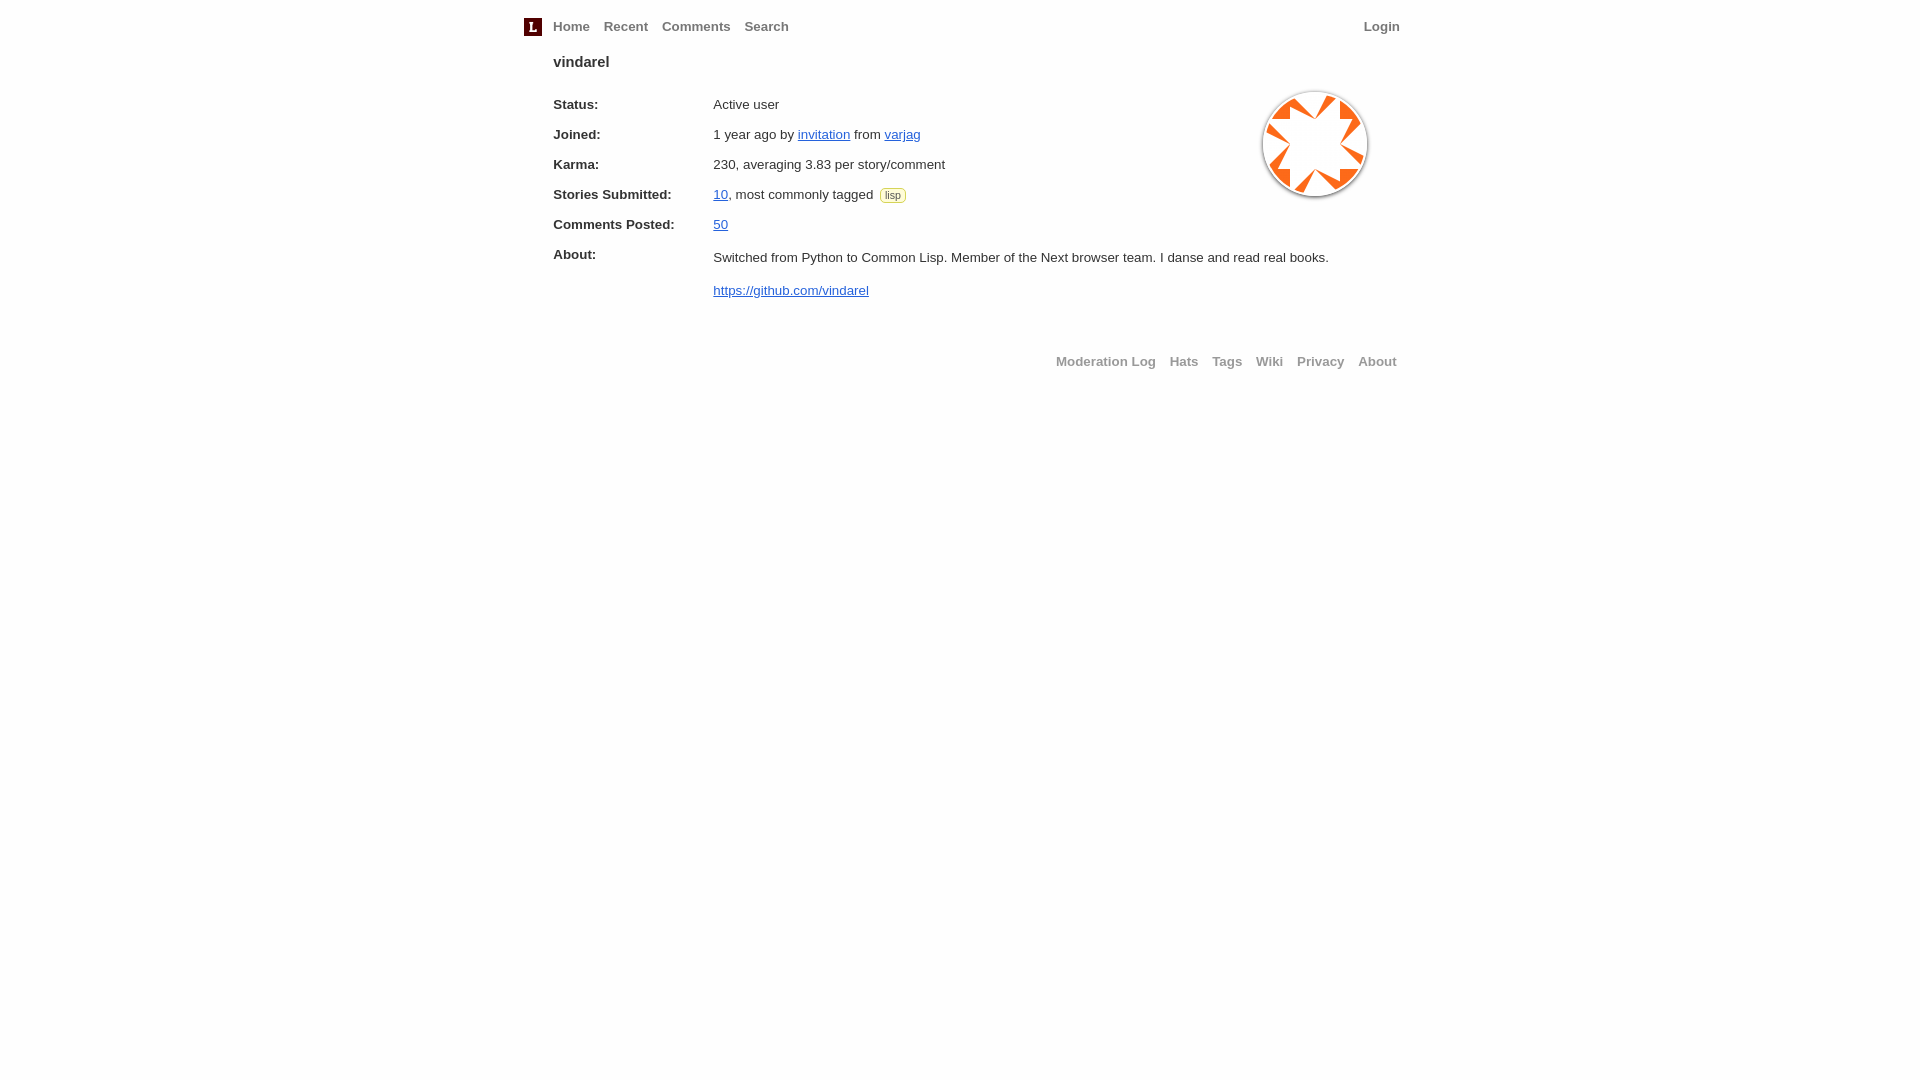 L Home Recent Comments Search Login
vindarel
Status: Active user
Joined: 1 year ago by invitation from varjag
Karma: 230, averaging 3.83 per story/comment
Stories Submitted: 10, most commonly tagged lisp
Comments Posted: 50
About: Switched from Python to Common Lisp. Member of the Next browser team. I danse and read real books.
https://github.com/vindarel
Moderation Log Hats Tags Wiki Privacy About